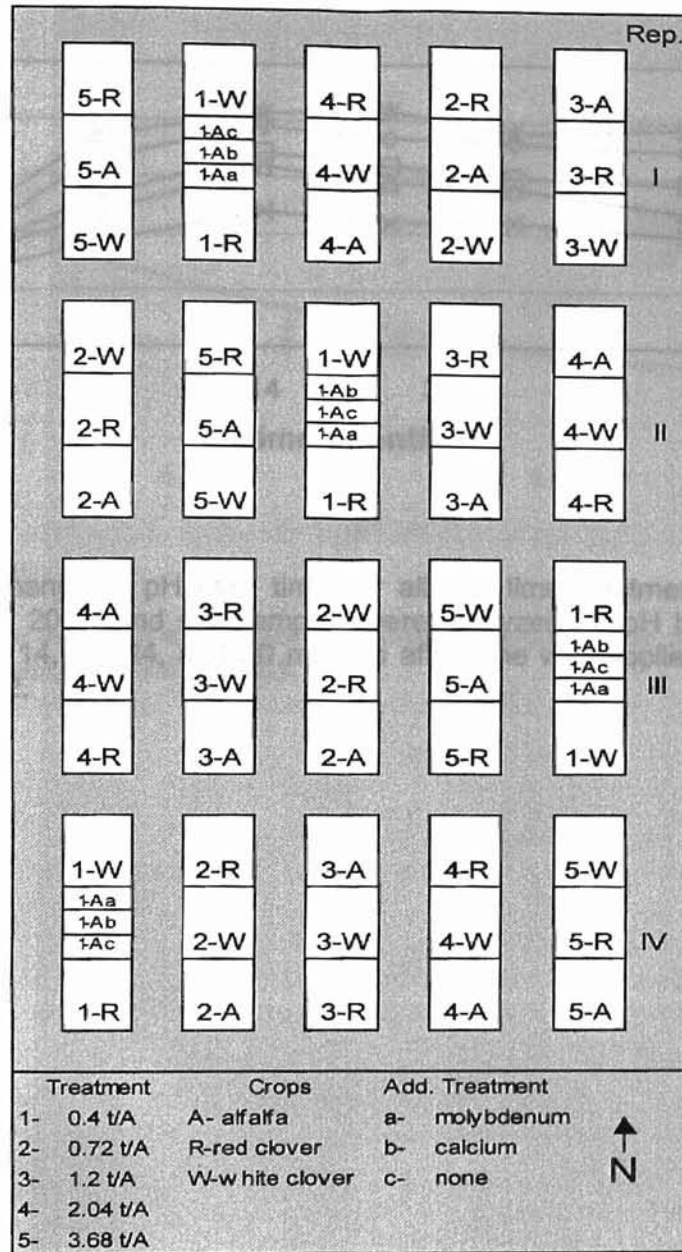 Rep.
5-R 1-W 4-R 2-R 3-A
1-Ac
5-A 1-Ab 4-W 2-A 3-R I
1-Aa
5-W 1-R 4-A 2-W 3-W
2-W 5-R 1-W 3-R 4-A
1-Ab
2-R 5-A 1-Ac 3-W 4-W II
1-Aa
2-A 5-W 1-R 3-A 4-R
4-A 3-R 2-W 5-W 1-R
1-Ab
4-W 3-W 2-R 5-A 1-Ac III
1-Aa
4-R 3-A 2-A 5-R 1-W
1-W 2-R 3-A 4-R 5-W
1-Aa
1-Ab 2-W 3-W 4-W 5-R IV
1-Ac
1-R 2-A 3-R 4-A 5-A
Treatment Crops Add. Treatment
1- 0.4 t/A A- alfalfa a- molybdenum
2- 0.72 t/A R-red clover b- calcium
3- 1.2 t/A W-white clover c- none
N
4- 2.04 t/A
5- 3.68 t/A